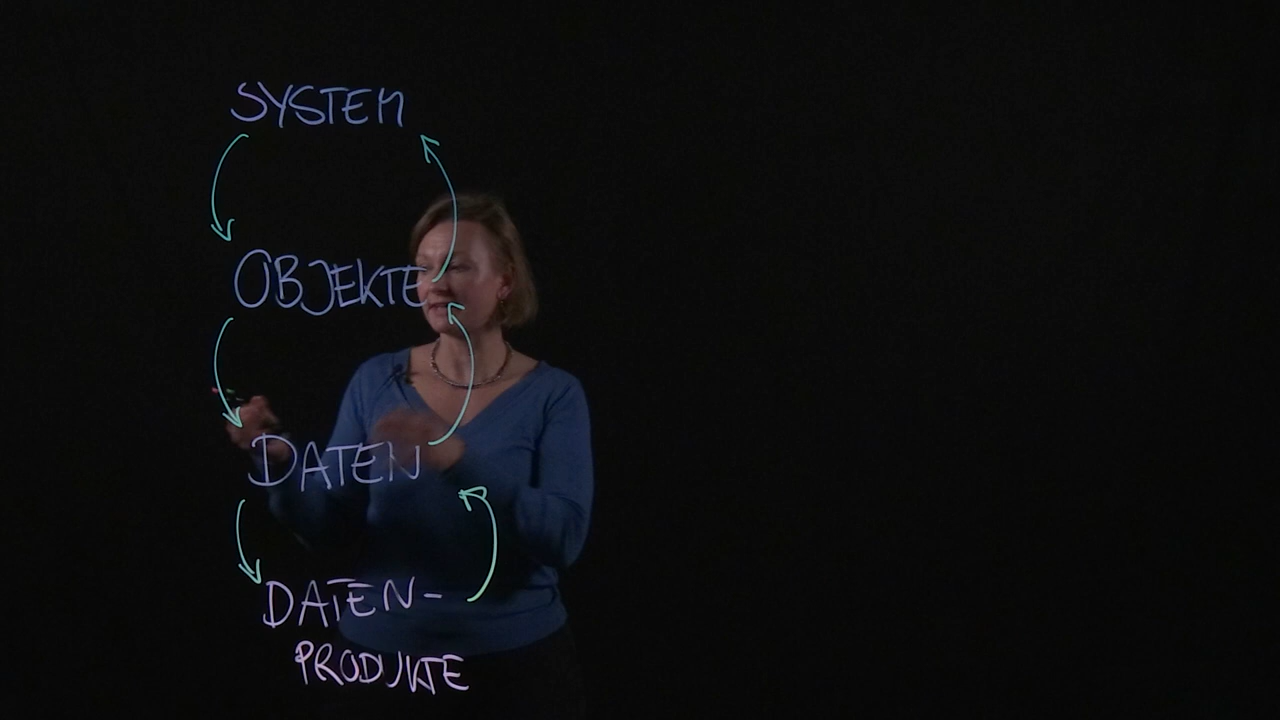 SYSTEM
OBJEKTE
DATEN
DATEN-
PRODUKTE